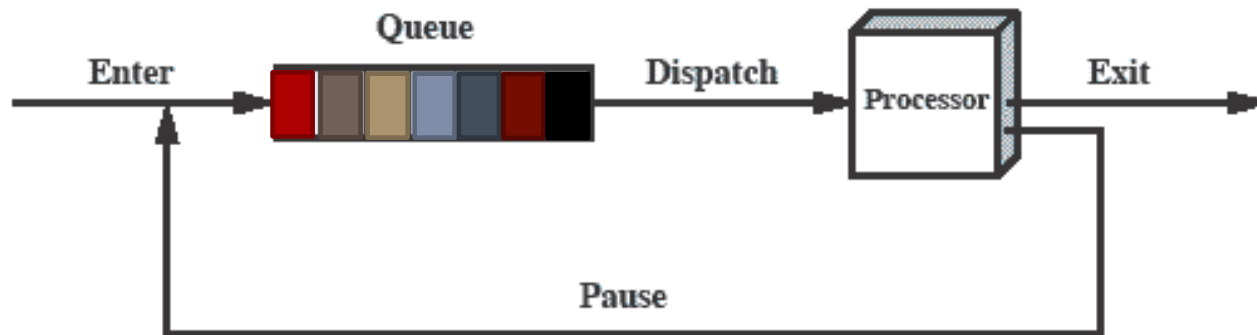 Queue
Enter
Dispatch
Processor
Exit
Pause